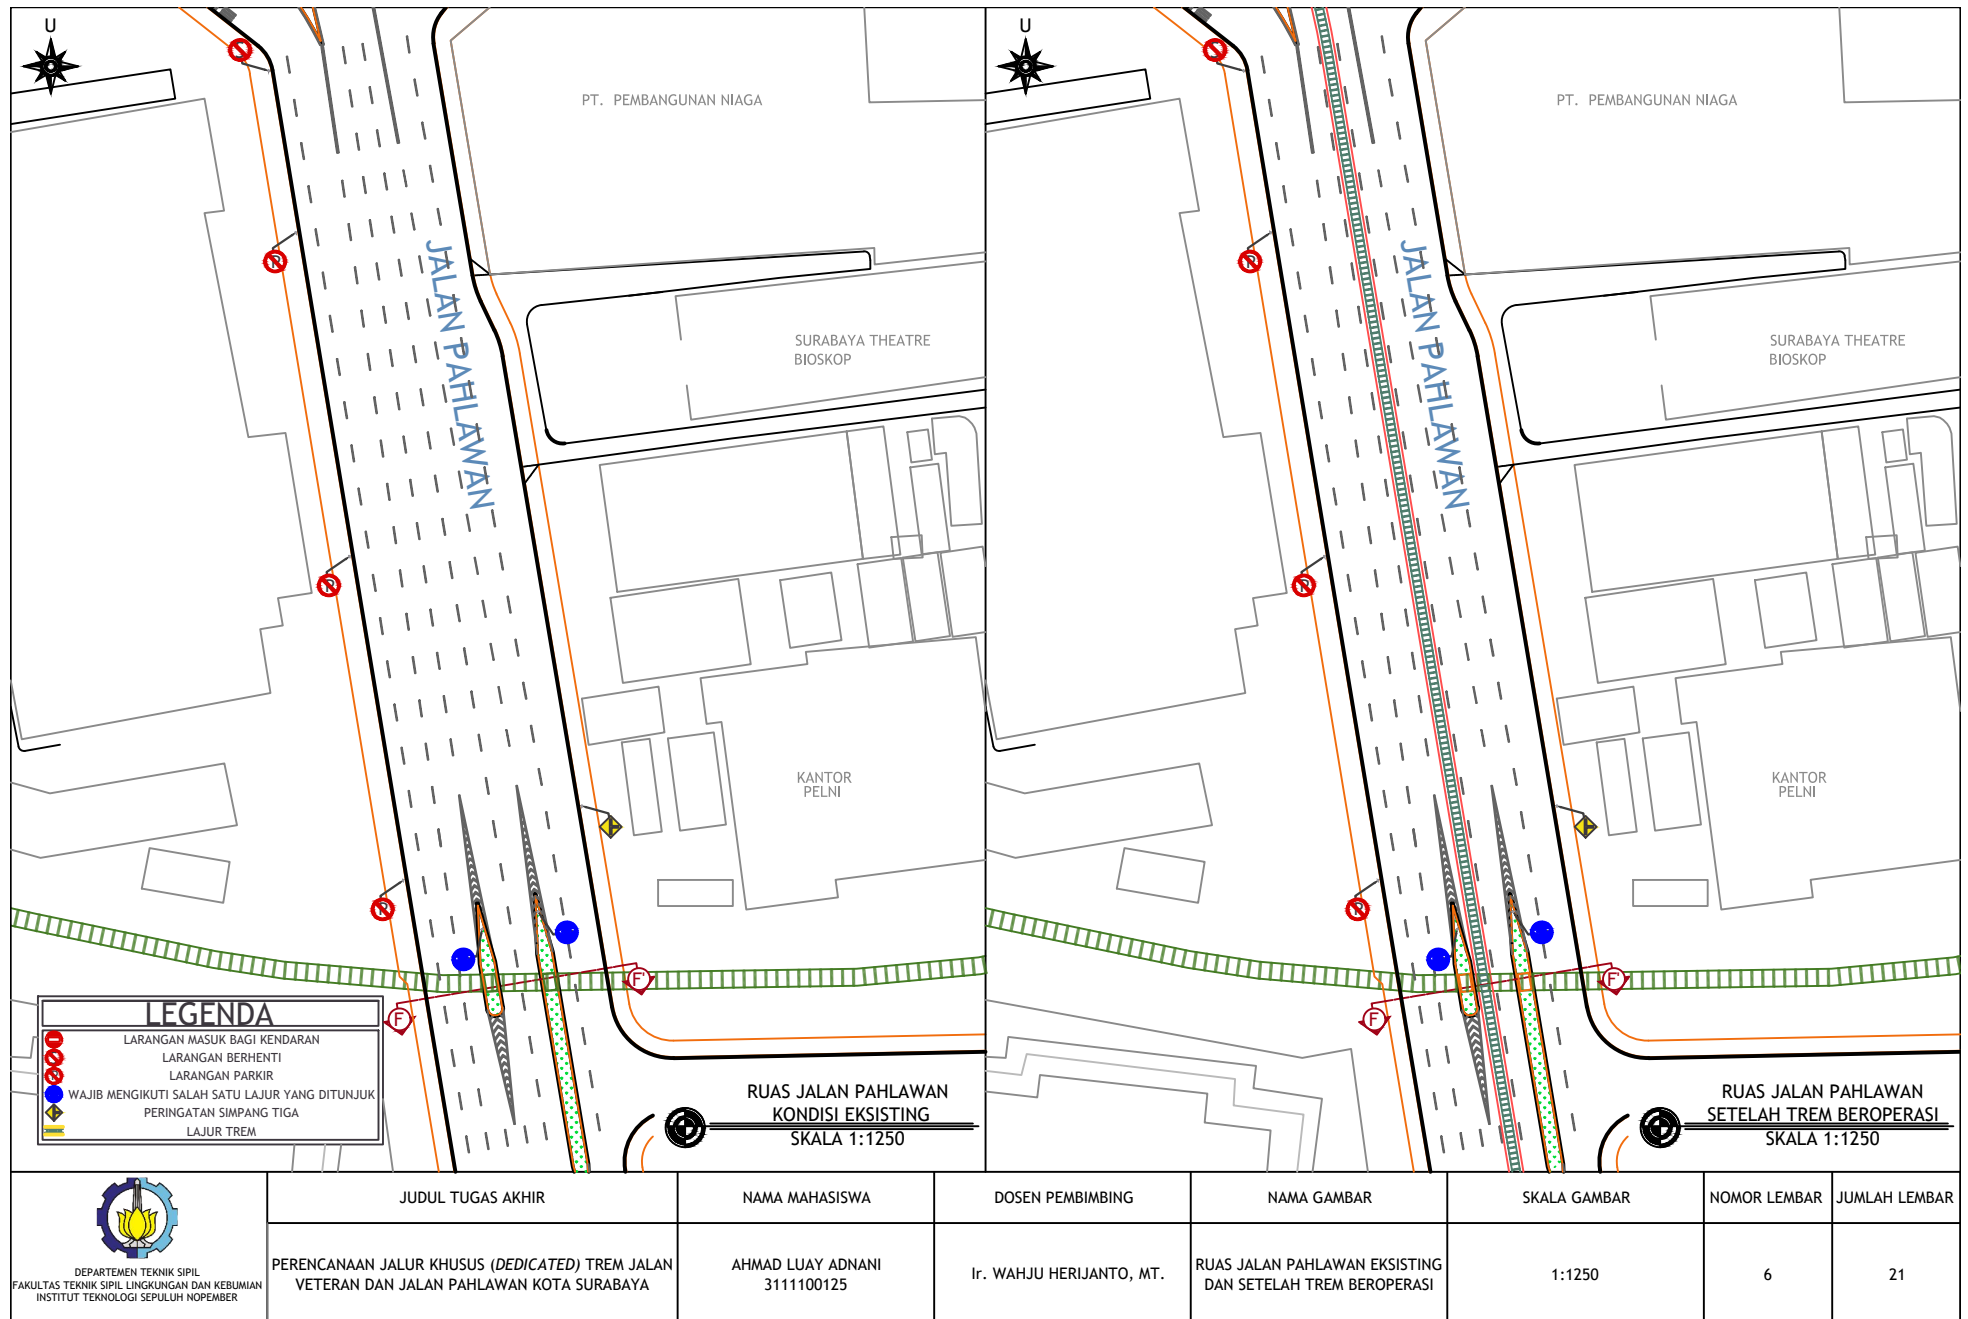 U
PT. PEMBANGUNAN NIAGA
JALAN PAHLAWAN
SURABAYA THEATRE
BIOSKOP
KANTOR
PELNI
P
P
P
F
F'
LEGENDA
LARANGAN MASUK BAGI KENDARAN
LARANGAN BERHENTI
LARANGAN PARKIR
WAJIB MENGIKUTI SALAH SATU LAJUR YANG DITUNJUK
PERINGATAN SIMPANG TIGA
LAJUR TREM
RUAS JALAN PAHLAWAN
KONDISI EKSISTING
SKALA 1:1250
U
PT. PEMBANGUNAN NIAGA
JALAN PAHLAWAN
SURABAYA THEATRE
BIOSKOP
KANTOR
PELNI
P
P
P
F
F'
RUAS JALAN PAHLAWAN
SETELAH TREM BEROPERASI
SKALA 1:1250
DEPARTEMEN TEKNIK SIPIL
FAKULTAS TEKNIK SIPIL LINGKUNGAN DAN KEBUMIAN
INSTITUT TEKNOLOGI SEPULUH NOPEMBER
JUDUL TUGAS AKHIR
PERENCANAAN JALUR KHUSUS (DEDICATED) TREM JALAN
VETERAN DAN JALAN PAHLAWAN KOTA SURABAYA
NAMA MAHASISWA
AHMAD LUAY ADNANI
3111100125
DOSEN PEMBIMBING
Ir. WAHJU HERIJANTO, MT.
NAMA GAMBAR
RUAS JALAN PAHLAWAN EKSISTING
DAN SETELAH TREM BEROPERASI
SKALA GAMBAR
1:1250
NOMOR LEMBAR
6
JUMLAH LEMBAR
21